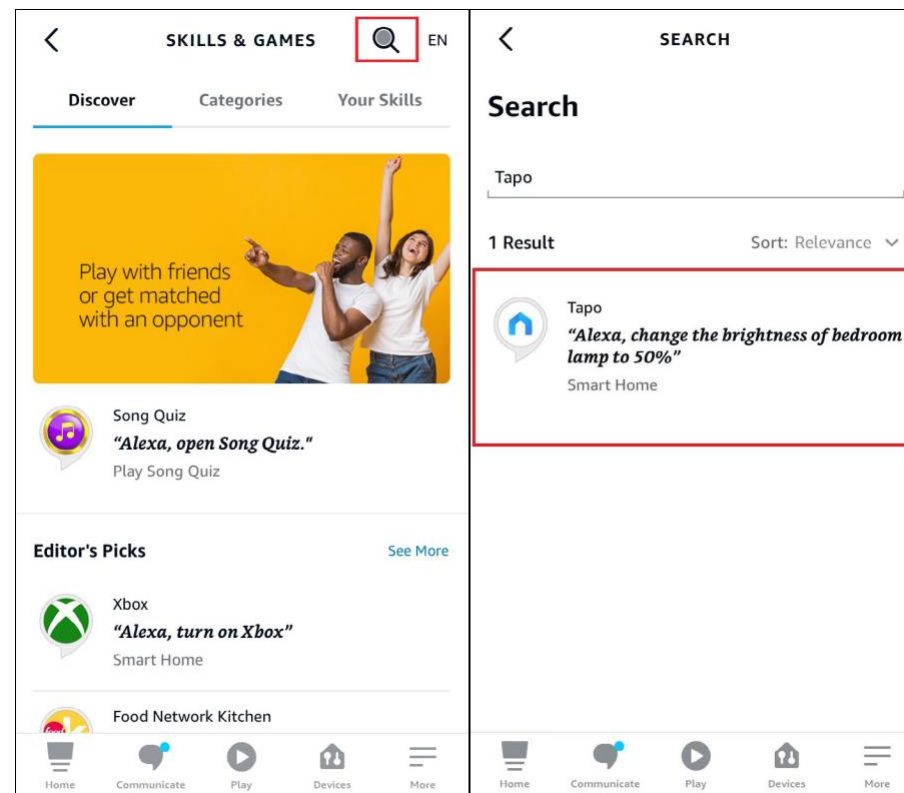 SKILLS & GAMES
EN
Discover
Categories
Your Skills
Play with friends
or get matched
with an opponent
Song Quiz
“Alexa, open Song Quiz."
Play Song Quiz
Editor's Picks
See More
Xbox
“Alexa, turn on Xbox”
Smart Home
Food Network Kitchen
Home
Communicate
Play
Devices
More
SEARCH
Search
Tapo
1 Result
Sort: Relevance
Tapo
“Alexa, change the brightness of bedroom
lamp to 50%”
Smart Home
Home
Communicate
Play
Devices
More